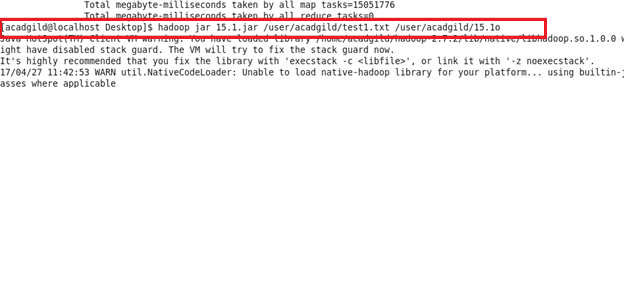 Total megabyte-milliseconds taken by all map tasks=15051776
Total megabyte-milliseconds taken by all reduce tasks=0
[acadgild@localhost Desktop]$ hadoop jar 15.1.jar /user/acadgild/test1.txt /user/acadgild/15.1o
Java HotSpot(TM) Client VM warning: You have loaded library /home/acadgild/hadoop-2.7.2/lib/native/libhadoop.so.1.0.0 w
ight have disabled stack guard. The VM will try to fix the stack guard now.
It's highly recommended that you fix the library with 'execstack -c <libfile>', or link it with '-z noexecstack'.
17/04/27 11:42:53 WARN util.NativeCodeLoader: Unable to load native-hadoop library for your platform... using builtin-j
asses where applicable